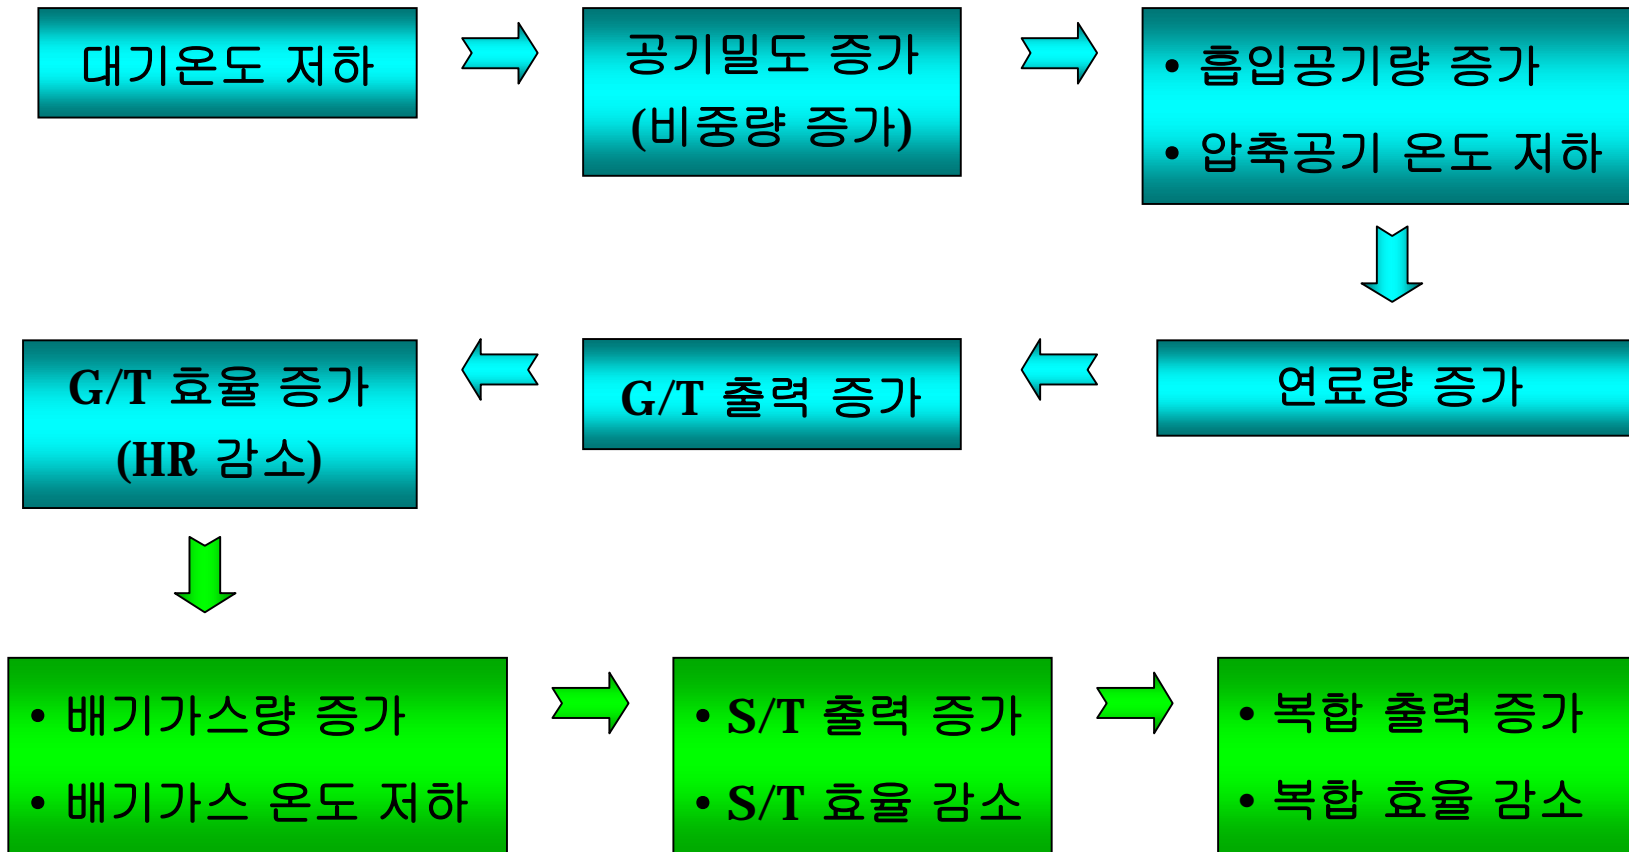 대기온도 저하
공기밀도 증가
(비중량 증가)
• 흡입공기량 증가
• 압축공기 온도 저하
연료량 증가
G/T 출력 증가
G/T 효율 증가
(HR 감소)
• 배기가스량 증가
• 배기가스 온도 저하
• S/T 출력 증가
• S/T 효율 감소
• 복합 출력 증가
• 복합 효율 감소